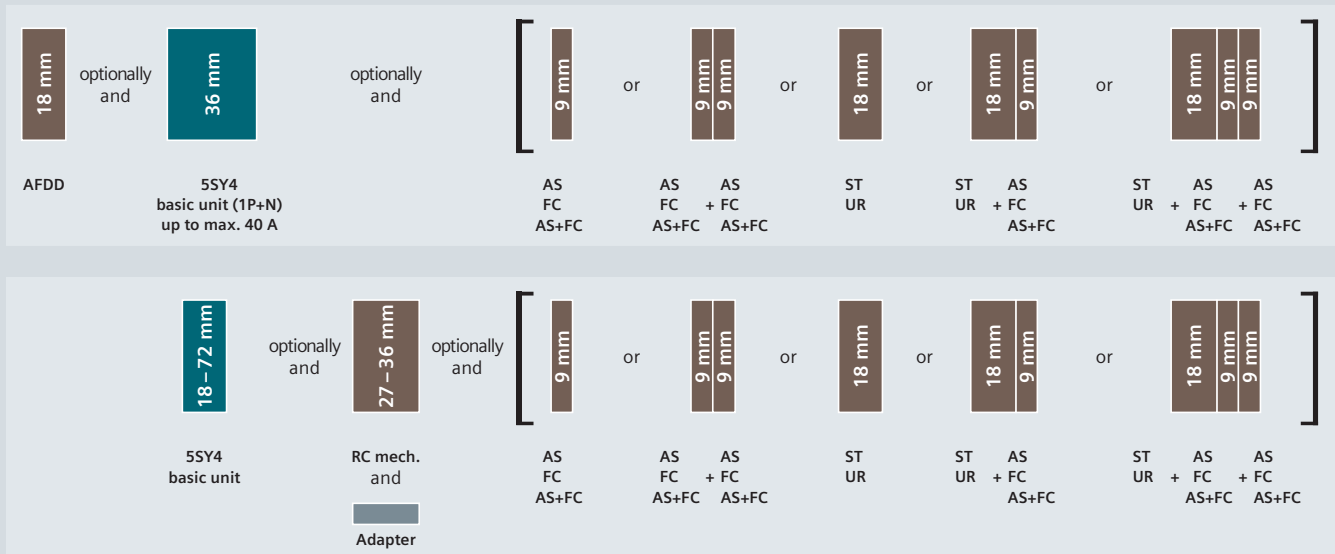 18 mm
optionally
and
36 mm
optionally
and
9 mm
or
9 mm
9 mm
or
18 mm
or
18 mm
9 mm
or
18 mm
9 mm
9 mm
AFDD
5SY4
basic unit (1P+N)
up to max. 40 A
AS
FC
AS+FC
AS AS
FC + FC
AS+FC AS+FC
ST
UR
ST AS
UR + FC
AS+FC
ST AS AS
UR + FC + FC
AS+FC AS+FC
18 – 72 mm
optionally
and
27 – 36 mm
optionally
and
9 mm
or
9 mm
9 mm
or
18 mm
or
18 mm
9 mm
or
18 mm
9 mm
9 mm
5SY4
basic unit
RC mech.
and
Adapter
AS
FC
AS+FC
AS AS
FC + FC
AS+FC AS+FC
ST
UR
ST AS
UR + FC
AS+FC
ST AS AS
UR + FC + FC
AS+FC AS+FC